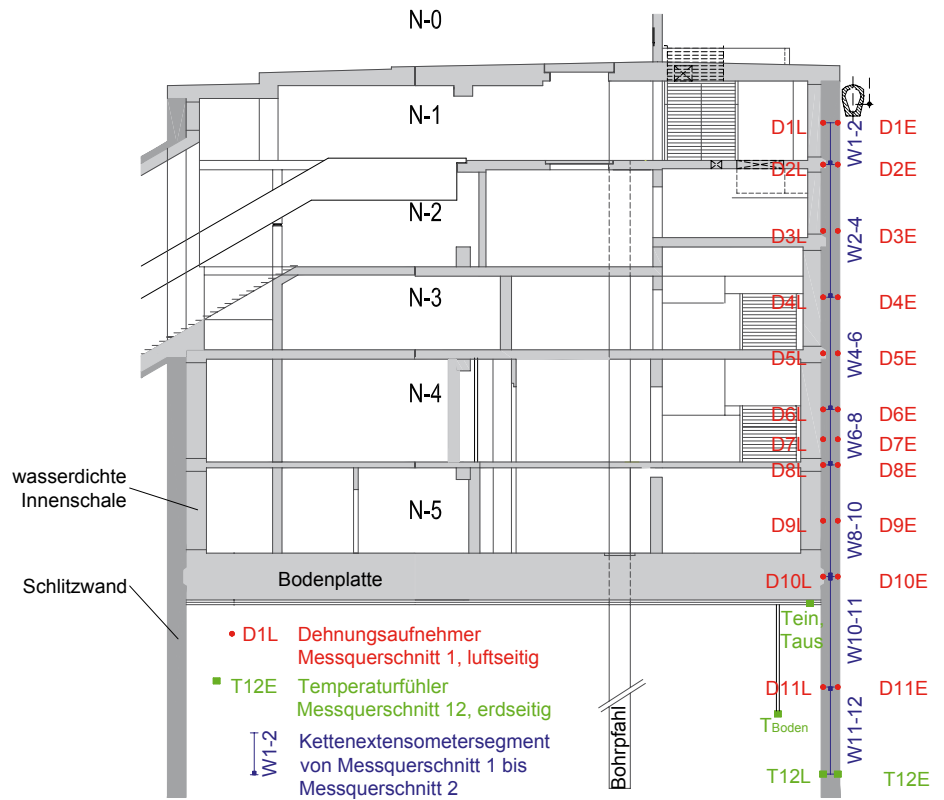 N-0
N-1
D1L
W1-2
D1E
D2L
D2E
N-2
D3L
W2-4
D3E
N-3
D4L
D4E
W4-6
D5L
D5E
N-4
D6L
D6E
W6-8
D7L
D7E
D8L
D8E
wasserdichte
Innenschale
N-5
D9L
W8-10
D9E
Schlitzwand
Bodenplatte
D10L
D10E
Tein,
Taus
W10-11
D1L Dehnungsaufnehmer
Messquerschnitt 1, luftseitig
T12E Temperaturfühler
Messquerschnitt 12, erdseitig
D11L
D11E
TBoden
Bohrpfahl
W11-12
W1-2
Kettenextensometersegment
von Messquerschnitt 1 bis
Messquerschnitt 2
T12L
T12E